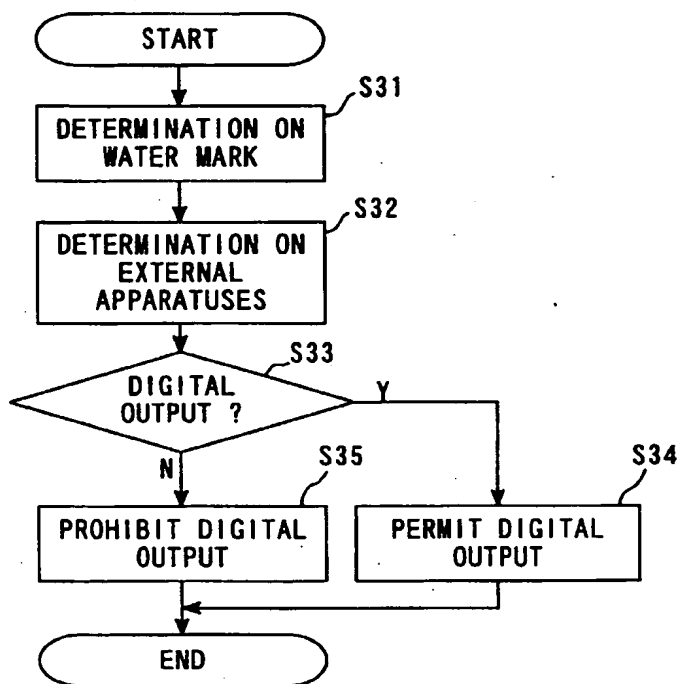 START
S31
DETERMINATION ON
WATER MARK
S32
DETERMINATION ON
EXTERNAL
APPARATUSES
S33
DIGITAL
OUTPUT ?
Y
N
S35
S34
PROHIBIT DIGITAL
OUTPUT
PERMIT DIGITAL
OUTPUT
END